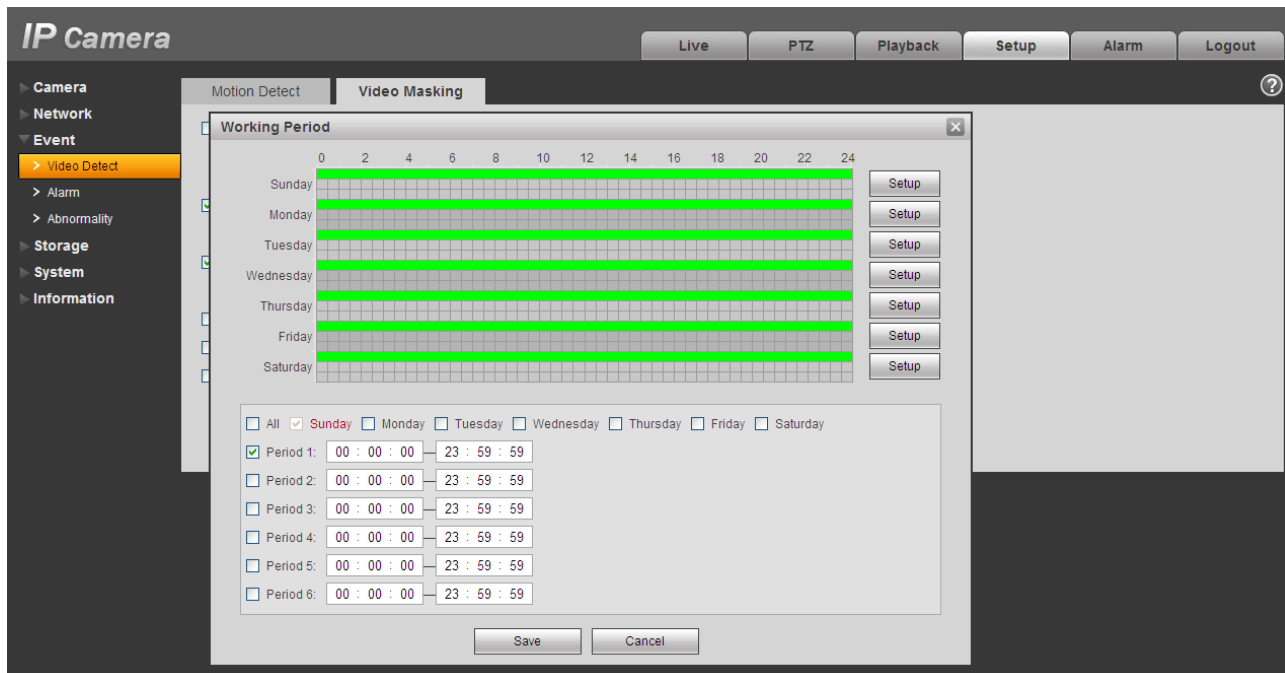 IP Camera
Live PTZ Playback Setup Alarm Logout
Camera
Network
Event
> Video Detect
> Alarm
> Abnormality
Storage
System
Information
Motion Detect Video Masking
?
Working Period
0 2 4 6 8 10 12 14 16 18 20 22 24
Sunday Setup
Monday Setup
Tuesday Setup
Wednesday Setup
Thursday Setup
Friday Setup
Saturday Setup
All Sunday Monday Tuesday Wednesday Thursday Friday Saturday
Period 1: 00 : 00 : 00 — 23 : 59 : 59
Period 2: 00 : 00 : 00 — 23 : 59 : 59
Period 3: 00 : 00 : 00 — 23 : 59 : 59
Period 4: 00 : 00 : 00 — 23 : 59 : 59
Period 5: 00 : 00 : 00 — 23 : 59 : 59
Period 6: 00 : 00 : 00 — 23 : 59 : 59
Save Cancel